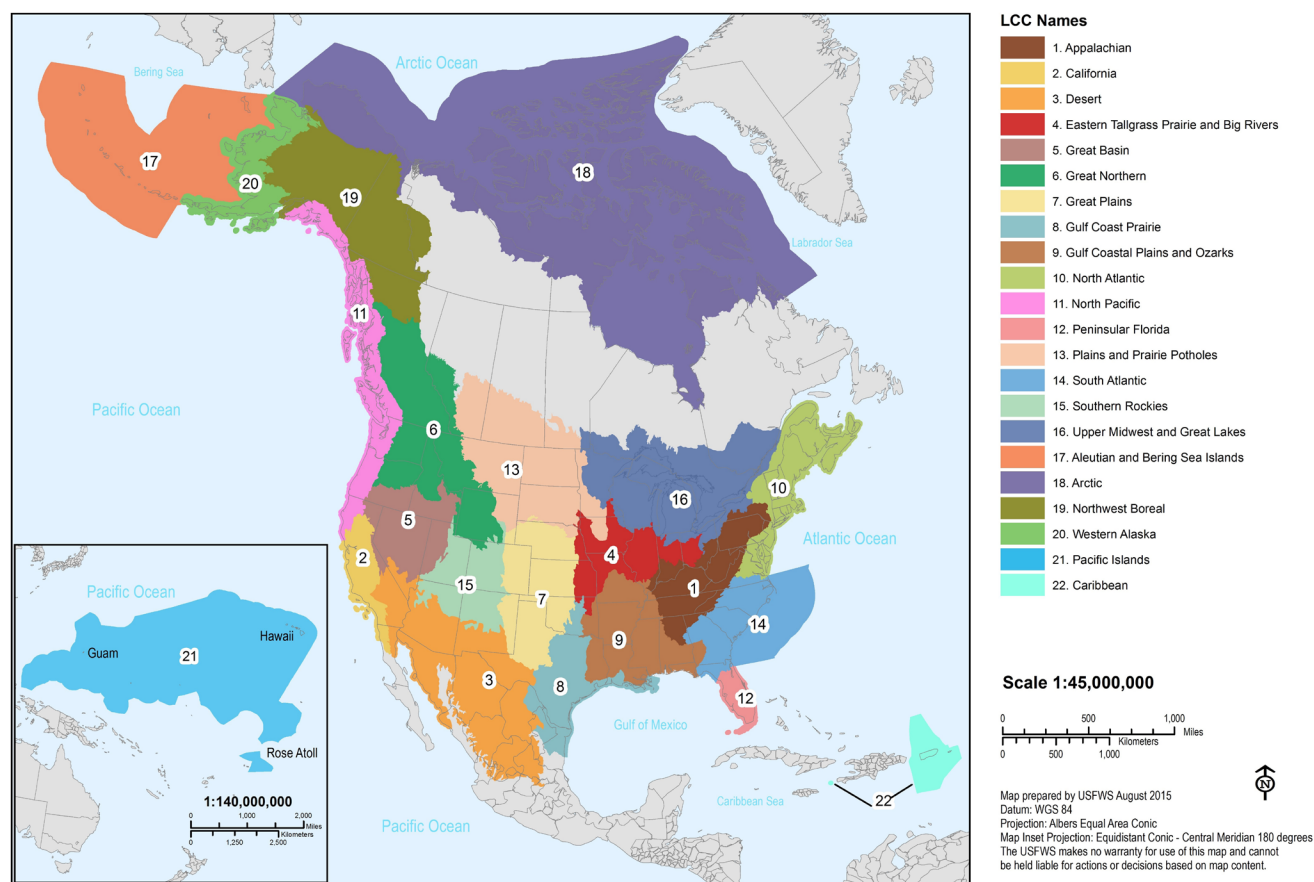 Arctic Ocean
Bering Sea
17
20
19
18
Labrador Sea
11
Pacific Ocean
6
13
16
10
5
Atlantic Ocean
2
4
15
1
7
14
9
3
8
12
Gulf of Mexico
Caribbean Sea
22
Pacific Ocean
Pacific Ocean
Hawaii
Guam
21
Rose Atoll
1:140,000,000
0 1,000 2,000
Miles
Kilometers
0 1,250 2,500
LCC Names
1. Appalachian
2. California
3. Desert
4. Eastern Tallgrass Prairie and Big Rivers
5. Great Basin
6. Great Northern
7. Great Plains
8. Gulf Coast Prairie
9. Gulf Coastal Plains and Ozarks
10. North Atlantic
11. North Pacific
12. Peninsular Florida
13. Plains and Prairie Potholes
14. South Atlantic
15. Southern Rockies
16. Upper Midwest and Great Lakes
17. Aleutian and Bering Sea Islands
18. Arctic
19. Northwest Boreal
20. Western Alaska
21. Pacific Islands
22. Caribbean
Scale 1:45,000,000
0 500 1,000
Miles
Kilometers
0 500 1,000
N
Map prepared by USFWS August 2015
Datum: WGS 84
Projection: Albers Equal Area Conic
Map Inset Projection: Equidistant Conic - Central Meridian 180 degrees
The USFWS makes no warranty for use of this map and cannot
be held liable for actions or decisions based on map content.